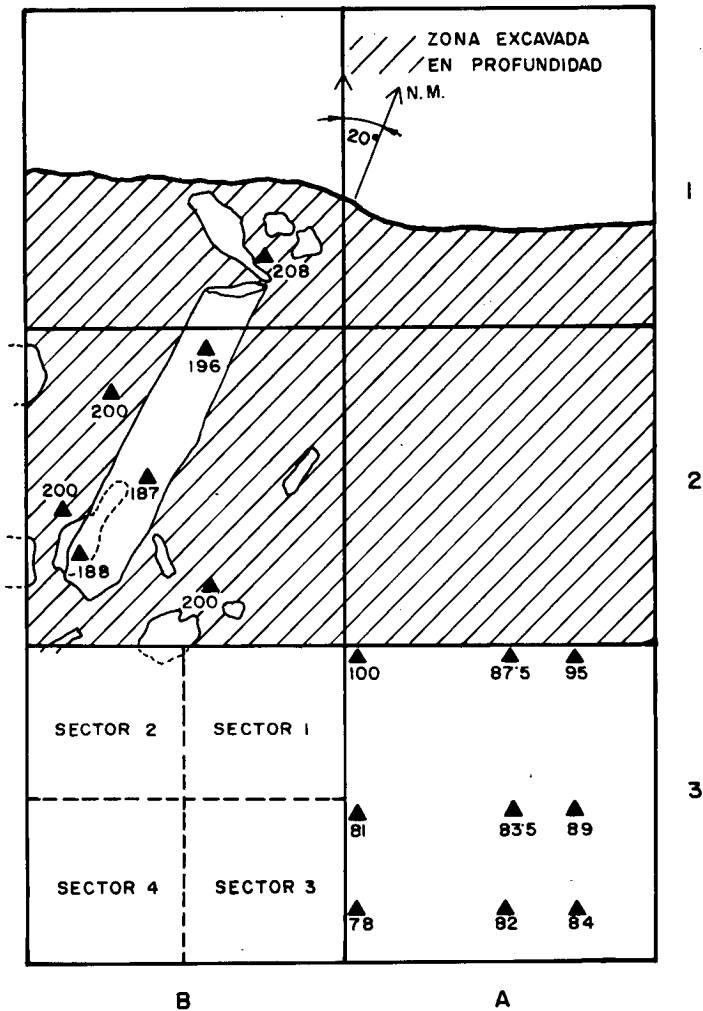 ZONA EXCAVADA
EN PROFUNDIDAD
N.M.
20°
1
208
196
200
2
187
200
188
200
100
87'5
95
SECTOR 2
SECTOR 1
3
81
83'5
89
SECTOR 4
SECTOR 3
78
82
84
B
A